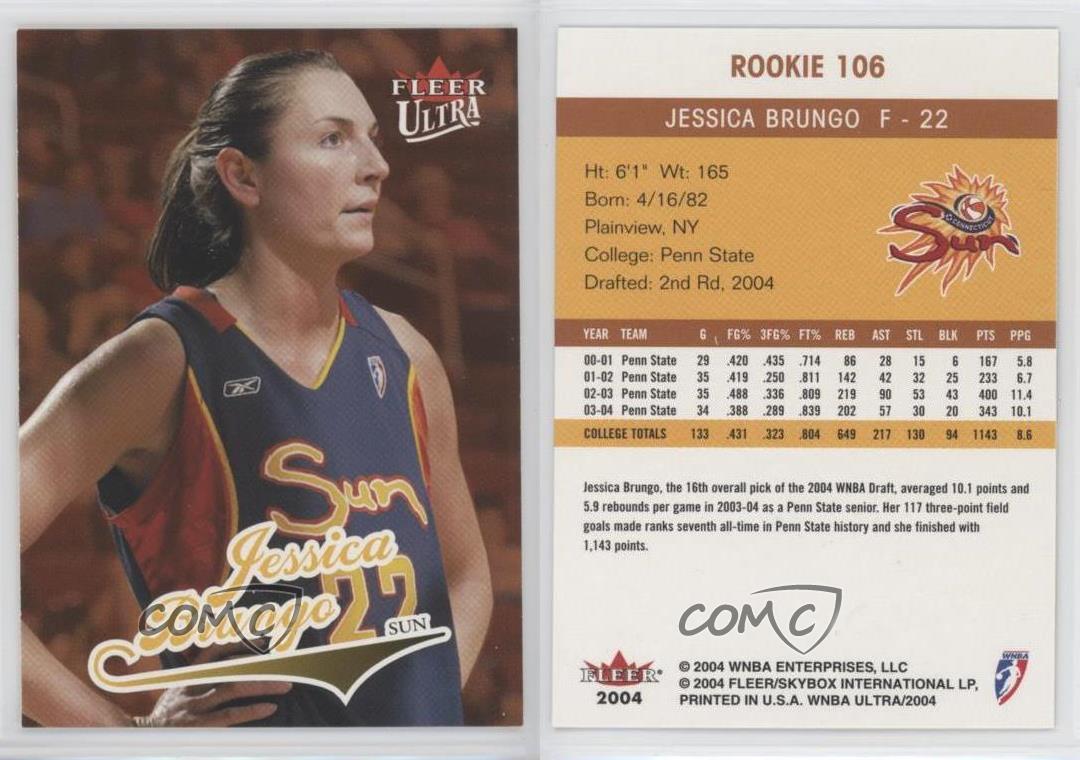 FLEER
ULTRA
Sun
22
Jessica
Brungo
SUN
COMC
ROOKIE 106
JESSICA BRUNGO F - 22
Ht: 6'1" Wt: 165
Born: 4/16/82
Plainview, NY
College: Penn State
Drafted: 2nd Rd, 2004
CONNECTICUT
Sun
YEAR TEAM G FG% 3FG% FT% REB AST STL BLK PTS PPG
00-01 Penn State 29 .420 .435 .714 86 28 15 6 167 5.8
01-02 Penn State 35 .419 .250 .811 142 42 32 25 233 6.7
02-03 Penn State 35 .488 .336 .809 219 90 53 43 400 11.4
03-04 Penn State 34 .388 .289 .839 202 57 30 20 343 10.1
COLLEGE TOTALS 133 .431 .323 .804 649 217 130 94 1143 8.6
Jessica Brungo, the 16th overall pick of the 2004 WNBA Draft, averaged 10.1 points and
5.9 rebounds per game in 2003-04 as a Penn State senior. Her 117 three-point field
goals made ranks seventh all-time in Penn State history and she finished with
1,143 points.
COMC
FLEER®
2004
© 2004 WNBA ENTERPRISES, LLC
© 2004 FLEER/SKYBOX INTERNATIONAL LP,
PRINTED IN U.S.A. WNBA ULTRA/2004
WNBA